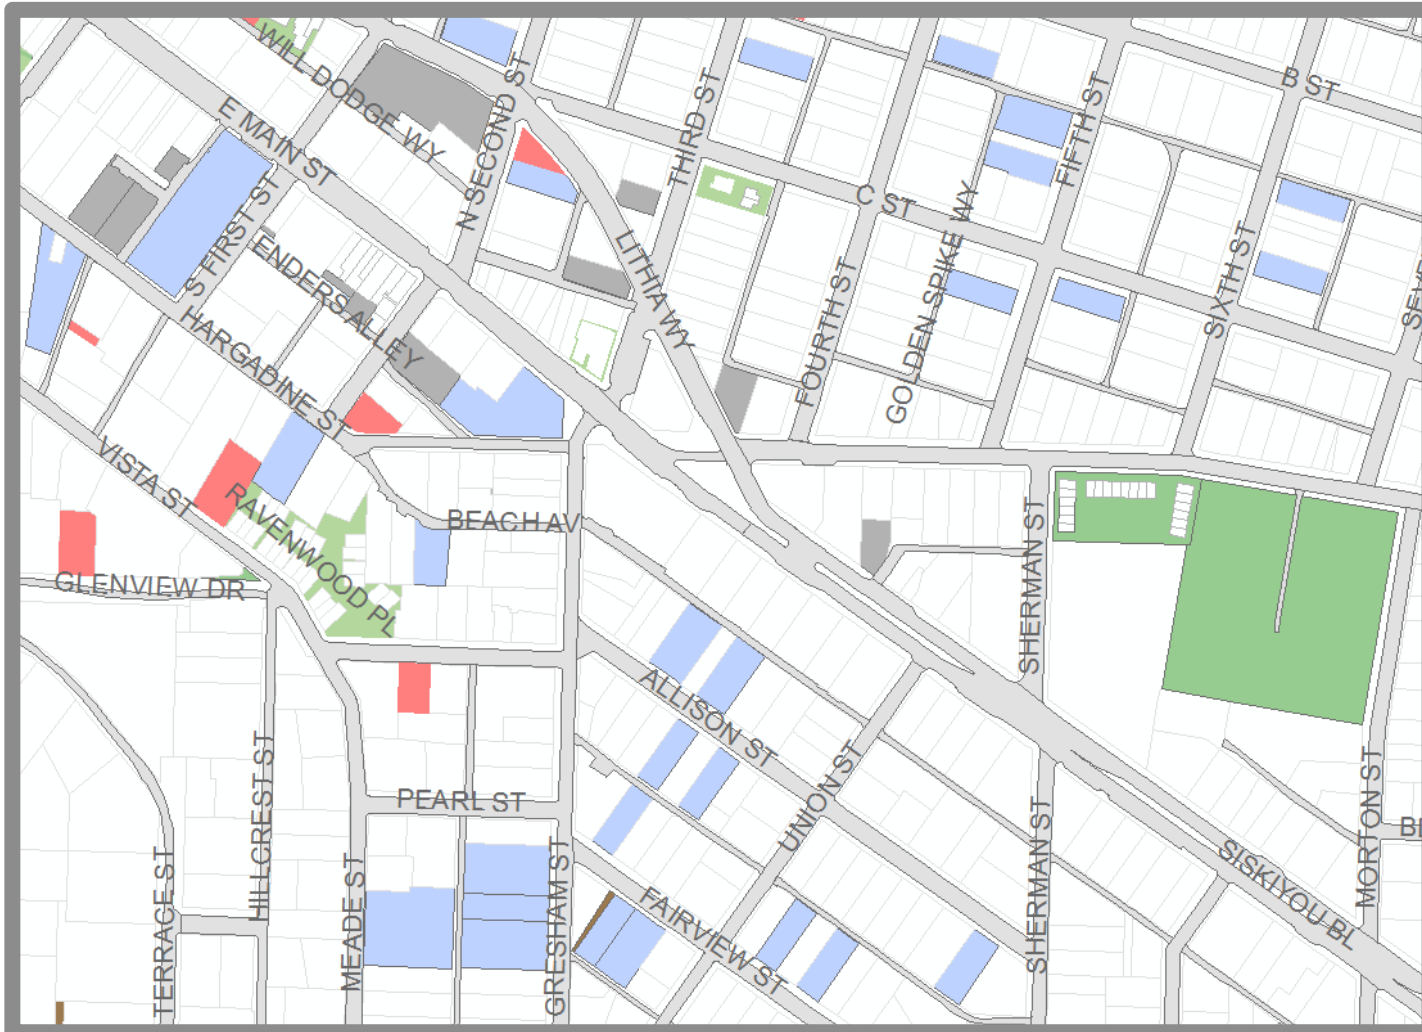 WILL DODGE WY
B ST
E MAIN ST
N SECOND ST
THIRD ST
FIFTH ST
C ST
S FIRST ST
LITHIA WY
GOLDEN SPIKE WY
SIXTH ST
ENDERS ALLEY
FOURTH ST
HARGADINE ST
VISTA ST
RAVENWOOD PL
BEACH AV
SHERMAN ST
GLENVIEW DR
ALLISON ST
UNION ST
HILLCREST ST
PEARL ST
MORTON ST
TERRACE ST
MEADE ST
GRESHAM ST
FAIRVIEW ST
SHERMAN ST
SISKIYOU BL